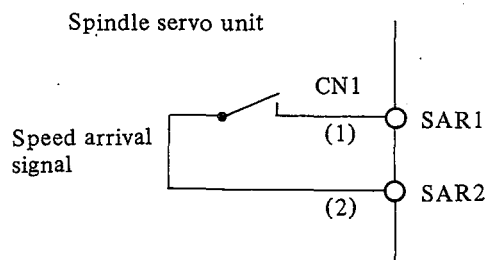 Spindle servo unit
CN1
Speed arrival
signal
(1)
SAR1
(2)
SAR2